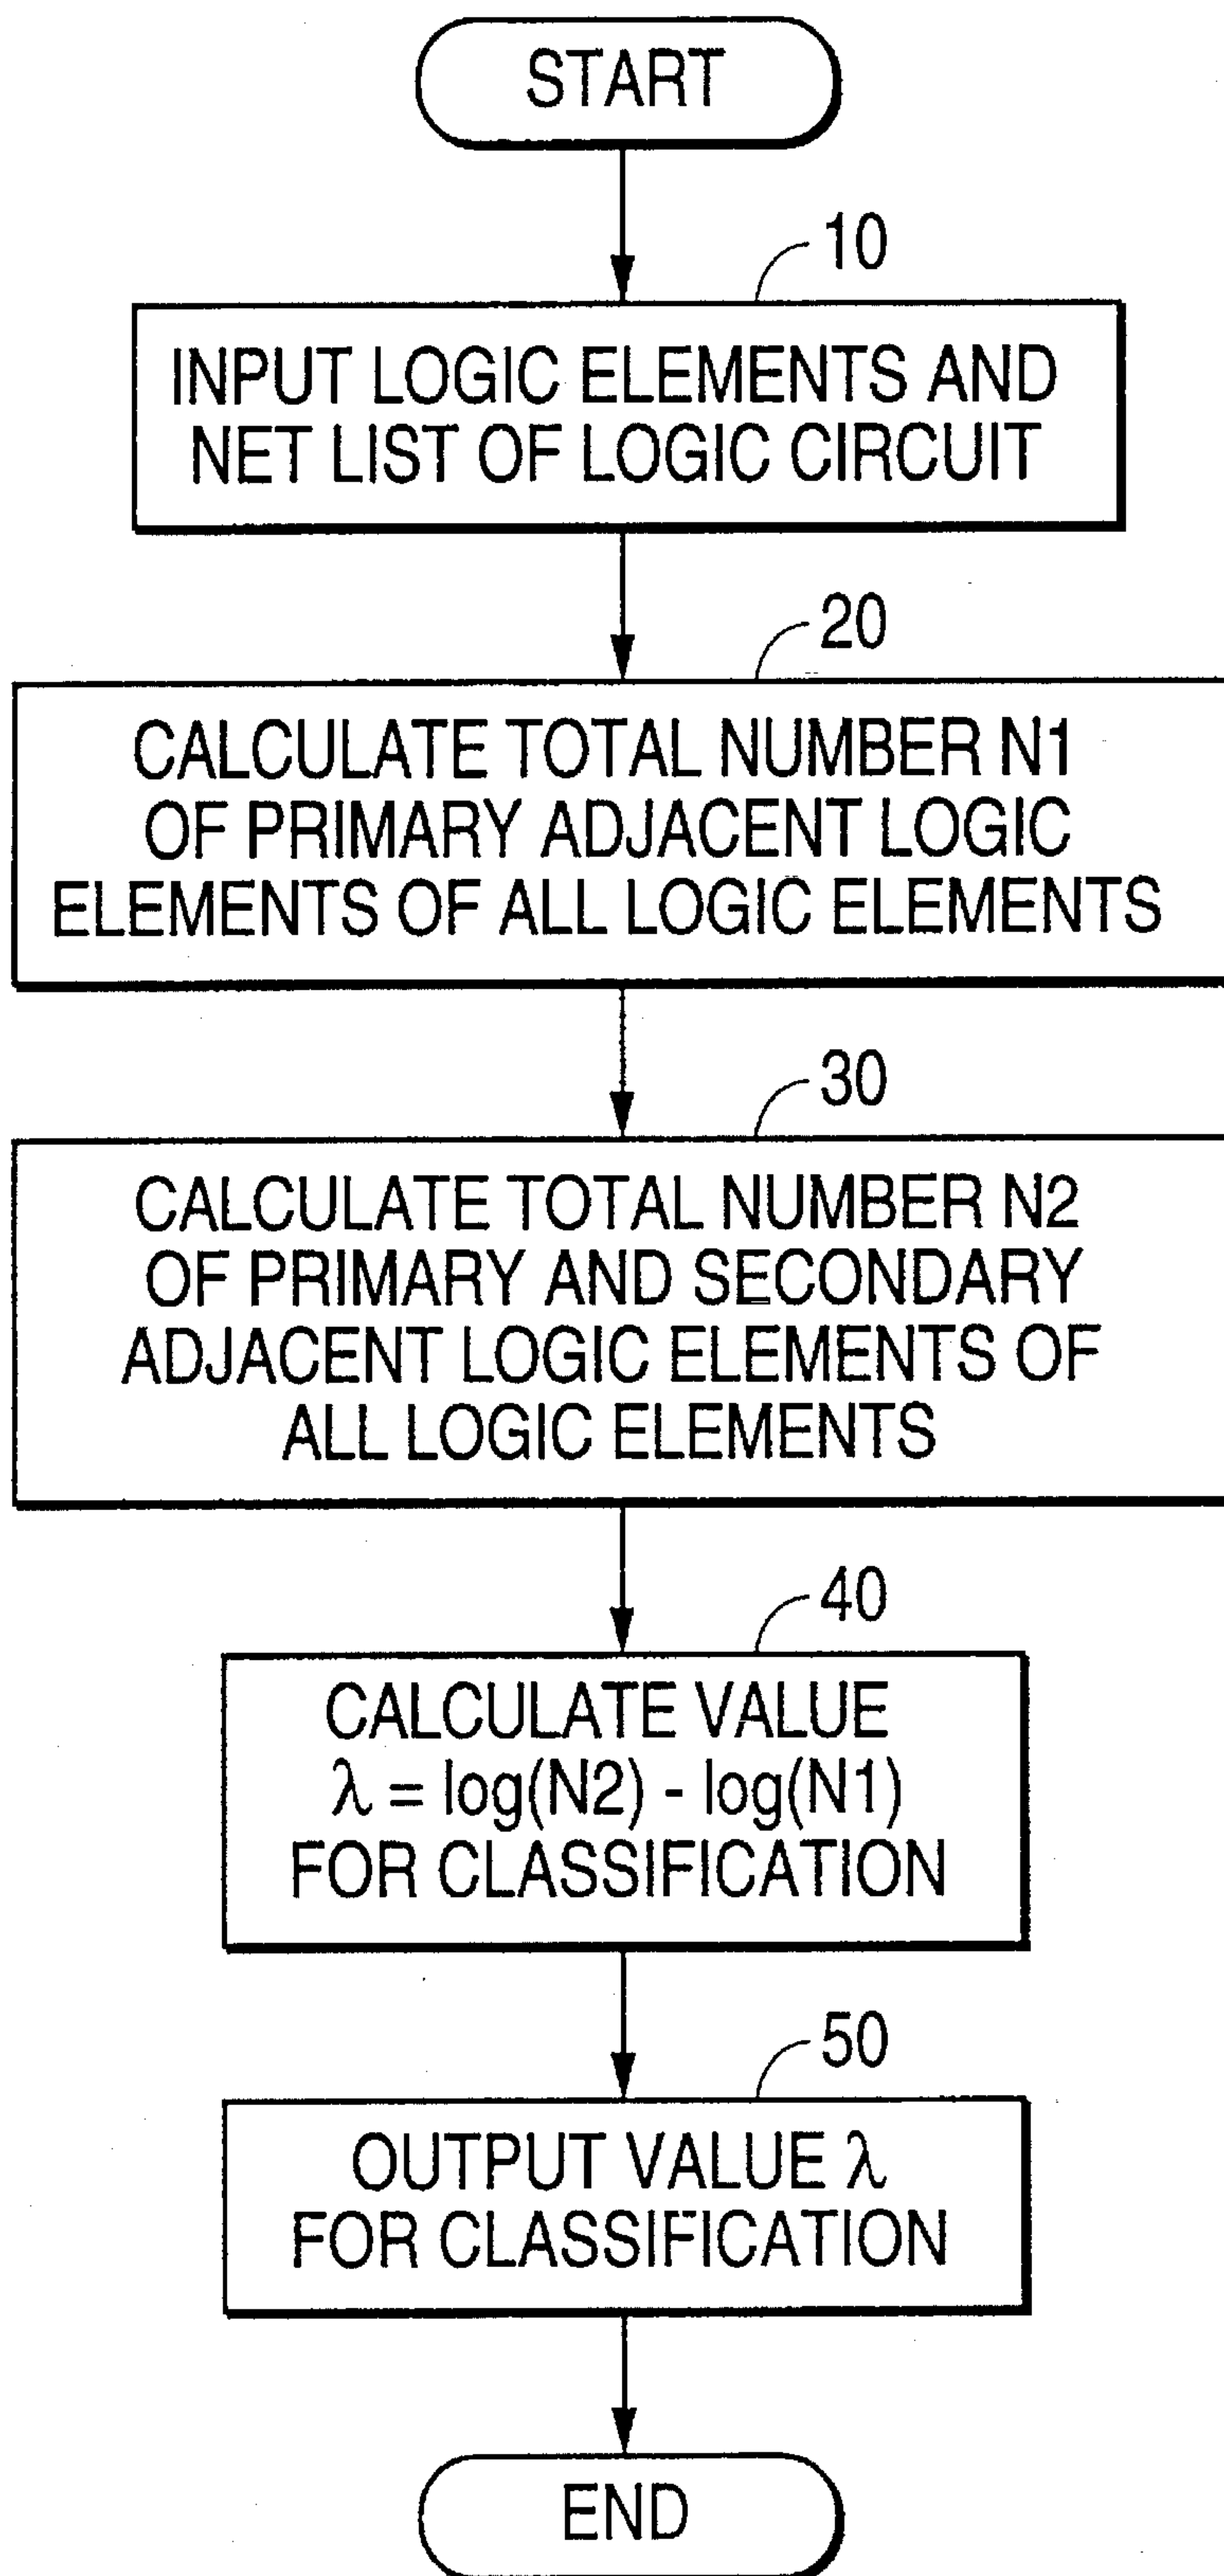 START
10
INPUT LOGIC ELEMENTS AND
NET LIST OF LOGIC CIRCUIT
20
CALCULATE TOTAL NUMBER N1
OF PRIMARY ADJACENT LOGIC
ELEMENTS OF ALL LOGIC ELEMENTS
30
CALCULATE TOTAL NUMBER N2
OF PRIMARY AND SECONDARY
ADJACENT LOGIC ELEMENTS OF
ALL LOGIC ELEMENTS
40
CALCULATE VALUE
λ = log(N2) - log(N1)
FOR CLASSIFICATION
50
OUTPUT VALUE λ
FOR CLASSIFICATION
END